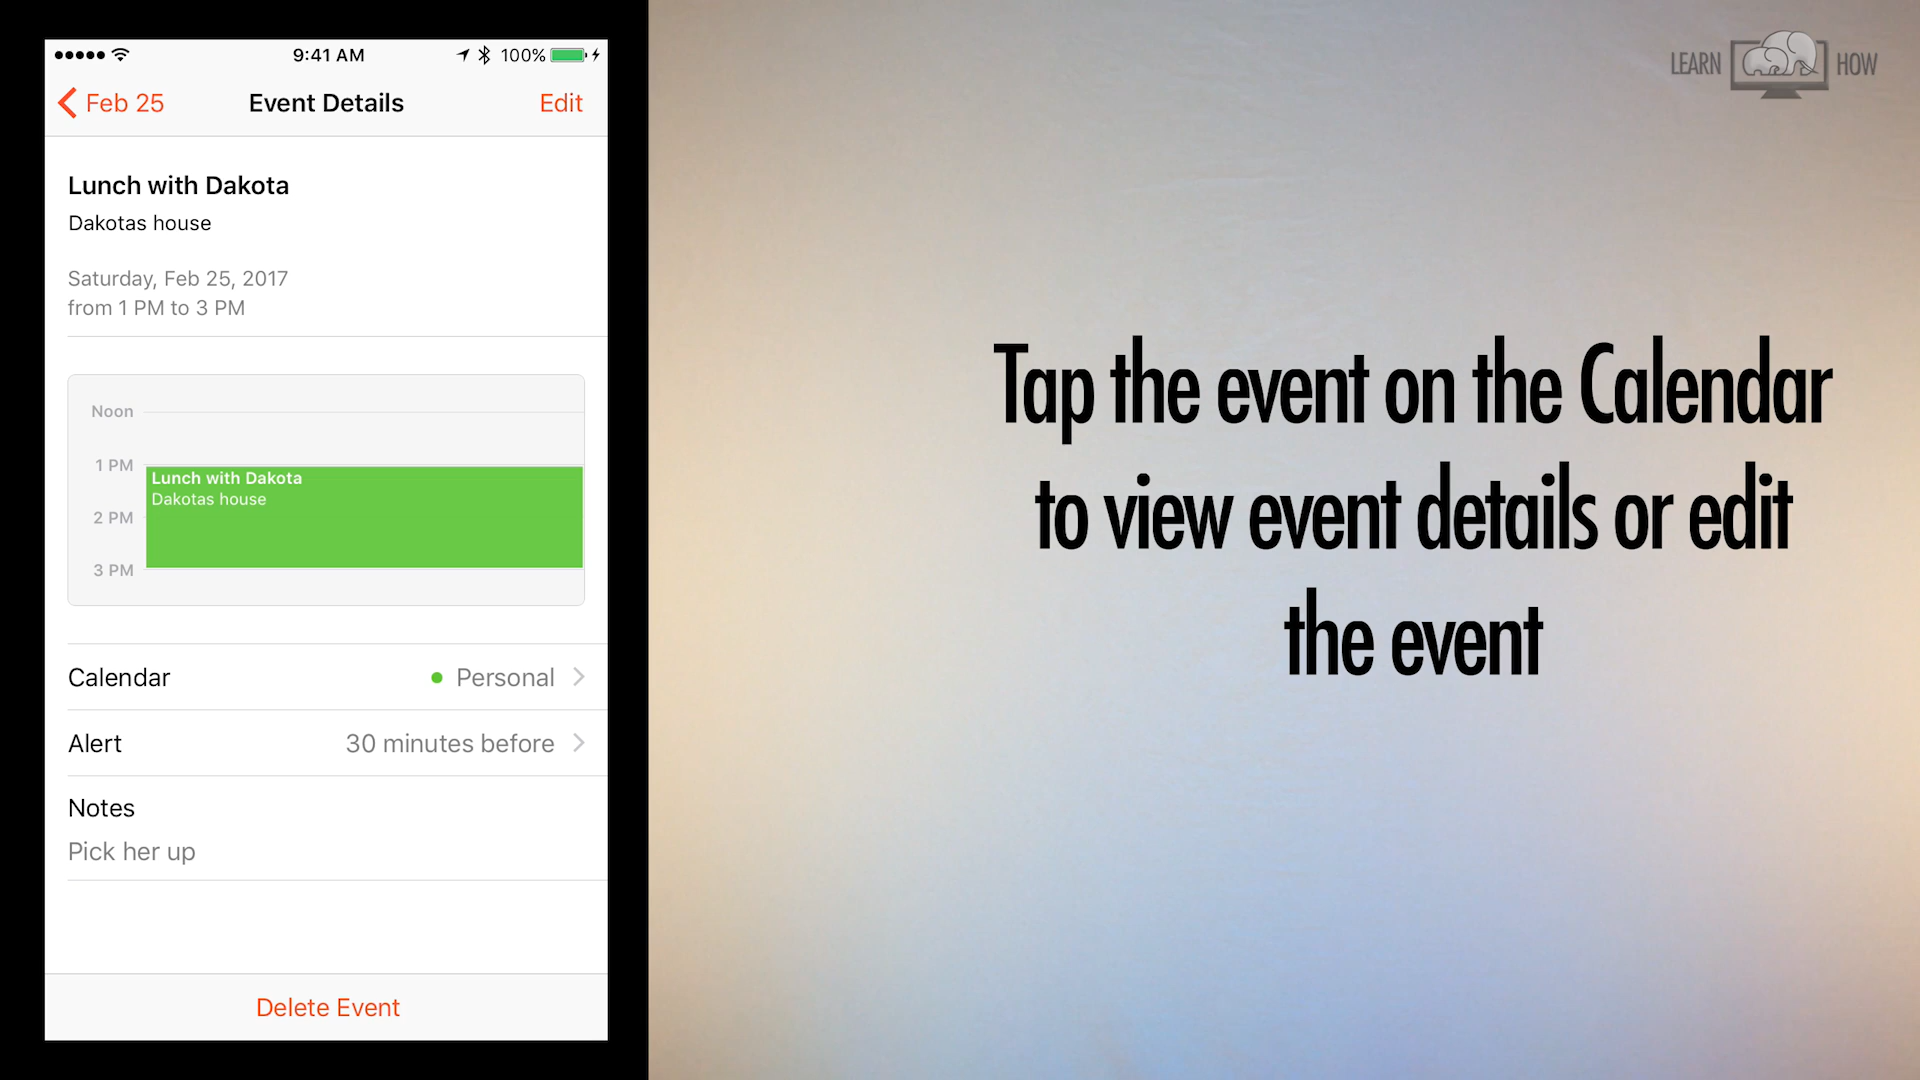 9:41 AM
100%
Feb 25
Event Details
Edit
Lunch with Dakota
Dakotas house
Saturday, Feb 25, 2017
from 1 PM to 3 PM
Noon
1 PM
Lunch with Dakota
Dakotas house
2 PM
3 PM
Calendar
Personal
Alert
30 minutes before
Notes
Pick her up
Delete Event
LEARN HOW
Tap the event on the Calendar
to view event details or edit
the event